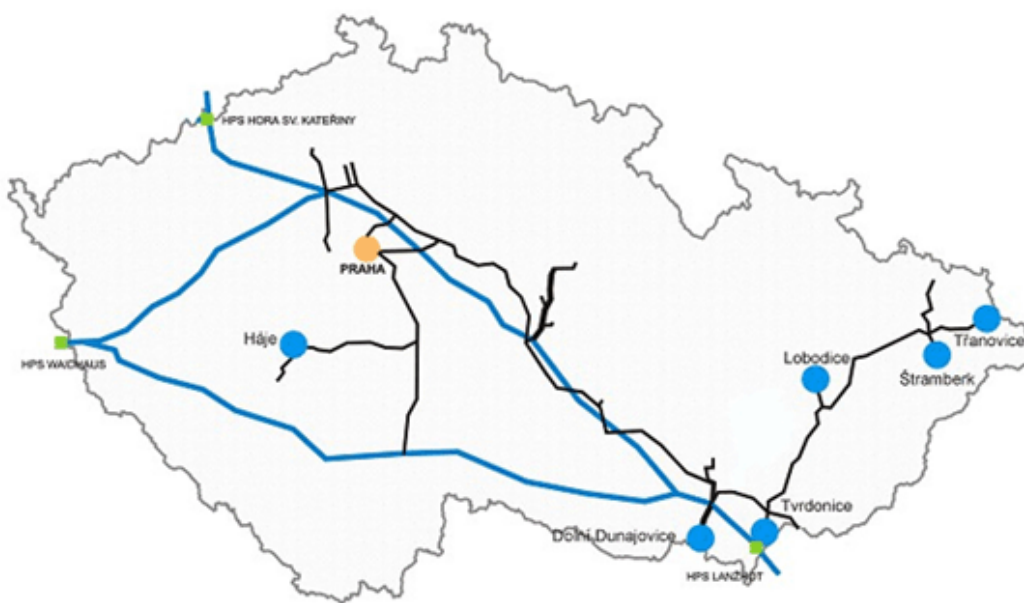 HPS HORA SV. KATEŘINY
PRAHA
Háje
HPS WAIDHAUS
Třanovice
Lobodice
Štramberk
Tvrdonice
Dolní Dunajovice
HPS LANŽHOT